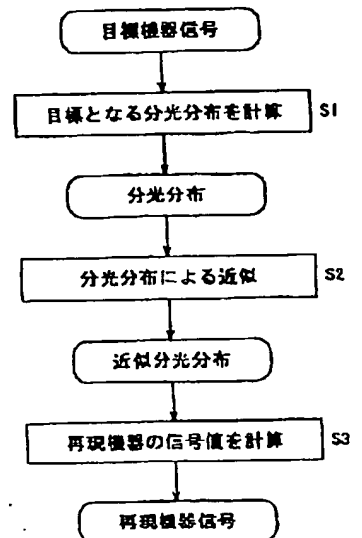 目標機器信号
目標となる分光分布を計算 S1
分光分布
分光分布による近似 S2
近似分光分布
再現機器の信号値を計算 S3
再現機器信号